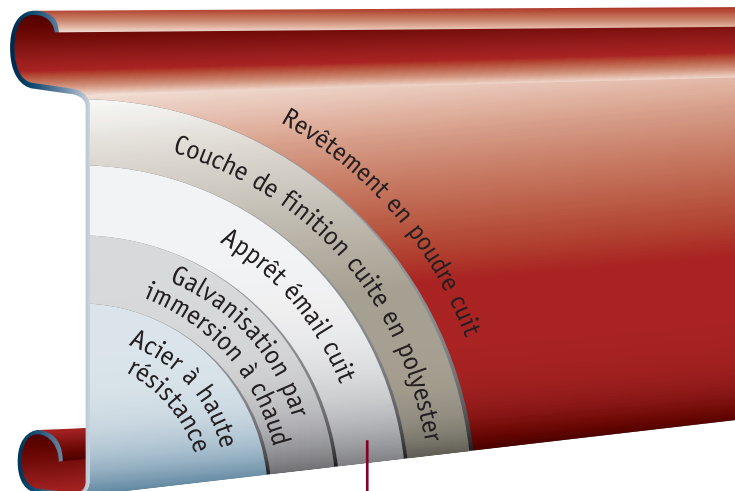 Revêtement en poudre cuit
Couche de finition cuite en polyester
Apprêt émail cuit
Galvanisation par
immersion à chaud
Acier à haute
résistance